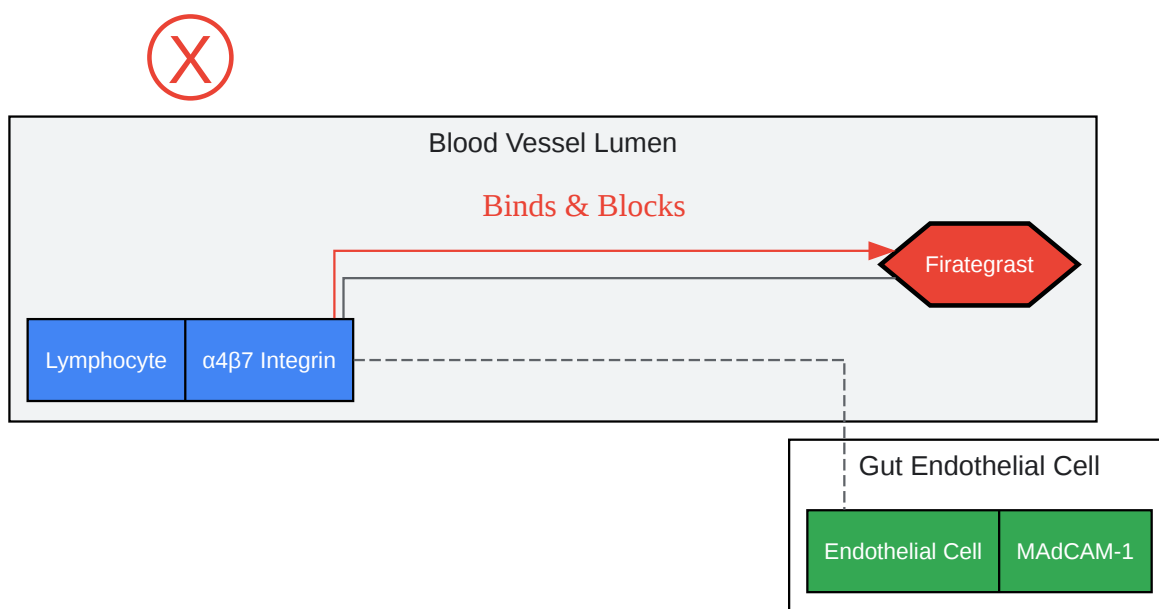 X
Blood Vessel Lumen
Binds & Blocks
Firategrast
Lymphocyte
α4β7 Integrin
Gut Endothelial Cell
Endothelial Cell
MAdCAM-1